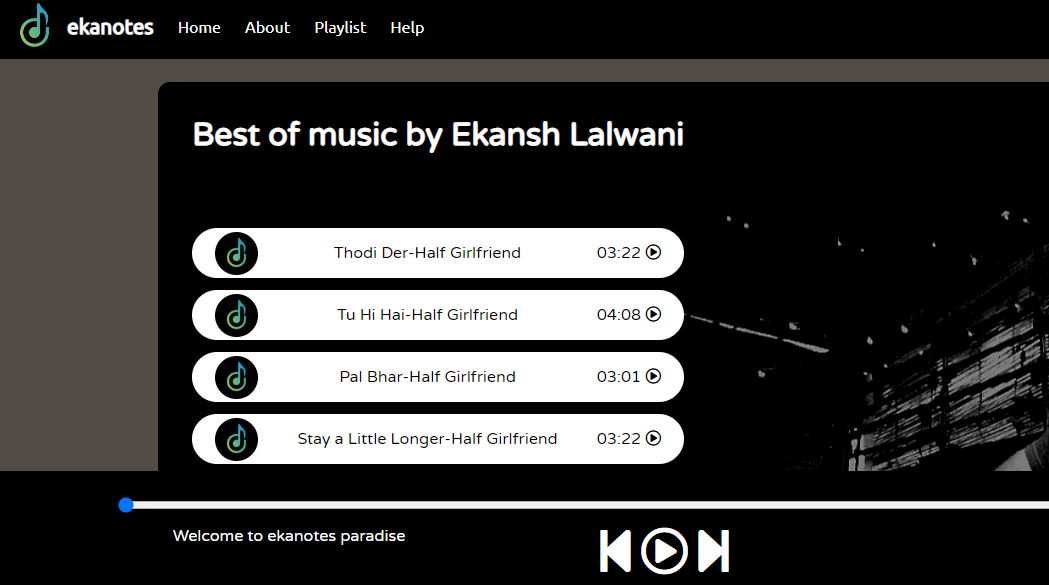 ekanotes Home About Playlist Help
Best of music by Ekansh Lalwani
Thodi Der-Half Girlfriend 03:22
Tu Hi Hai-Half Girlfriend 04:08
Pal Bhar-Half Girlfriend 03:01
Stay a Little Longer-Half Girlfriend 03:22
Welcome to ekanotes paradise